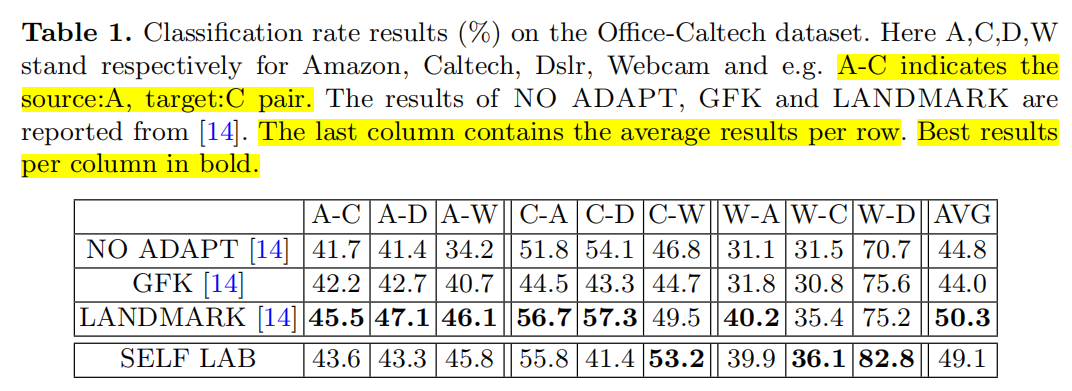 Table 1. Classification rate results (%) on the Office-Caltech dataset. Here A,C,D,W
stand respectively for Amazon, Caltech, Dslr, Webcam and e.g. A-C indicates the
source:A, target:C pair. The results of NO ADAPT, GFK and LANDMARK are
reported from [14]. The last column contains the average results per row. Best results
per column in bold.
A-C A-D A-W C-A C-D C-W W-A W-C W-D AVG
NO ADAPT [14] 41.7 41.4 34.2 51.8 54.1 46.8 31.1 31.5 70.7 44.8
GFK [14] 42.2 42.7 40.7 44.5 43.3 44.7 31.8 30.8 75.6 44.0
LANDMARK [14] 45.5 47.1 46.1 56.7 57.3 49.5 40.2 35.4 75.2 50.3
SELF LAB 43.6 43.3 45.8 55.8 41.4 53.2 39.9 36.1 82.8 49.1